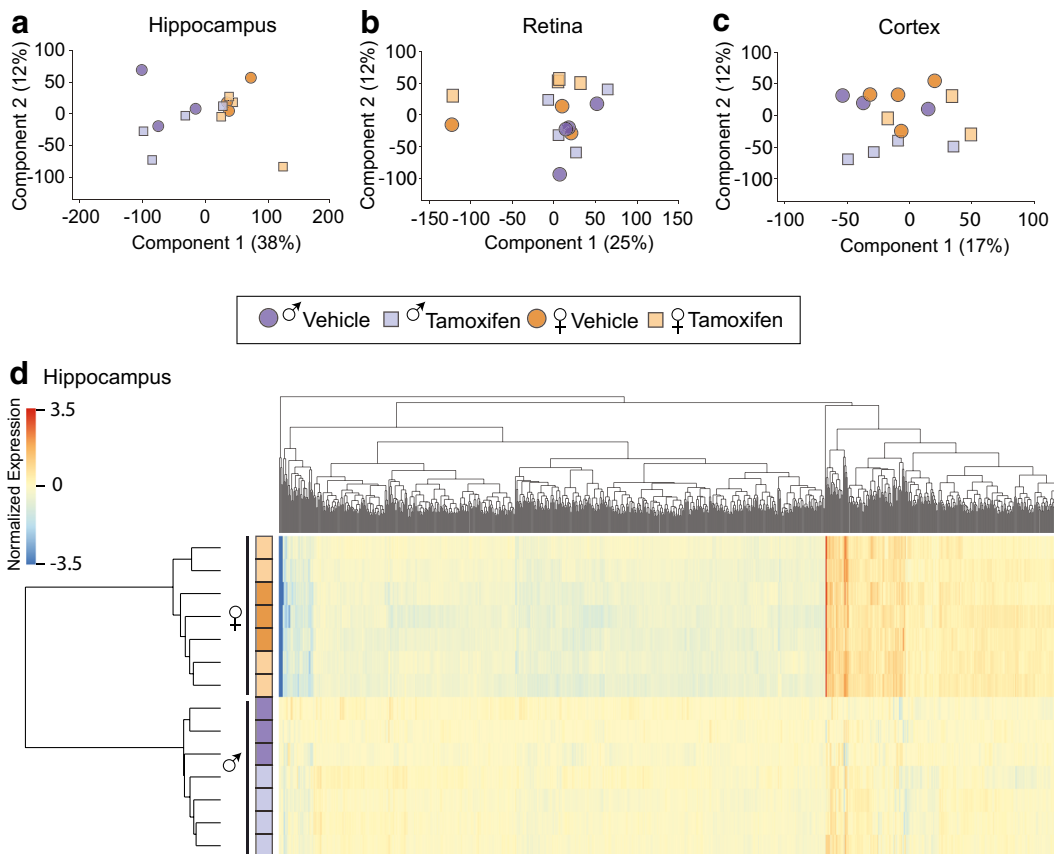 a Hippocampus
Component 2 (12%)
100
50
0
-50
-100
-200 -100 0 100 200
Component 1 (38%)
b Retina
Component 2 (12%)
100
50
0
-50
-100
-150 -100 -50 0 50 100 150
Component 1 (25%)
c Cortex
Component 2 (12%)
100
50
0
-50
-100
-100 -50 0 50 100
Component 1 (17%)
♂ Vehicle ♂ Tamoxifen ♀ Vehicle ♀ Tamoxifen
d Hippocampus
Normalized Expression
3.5
0
-3.5
♀
♂